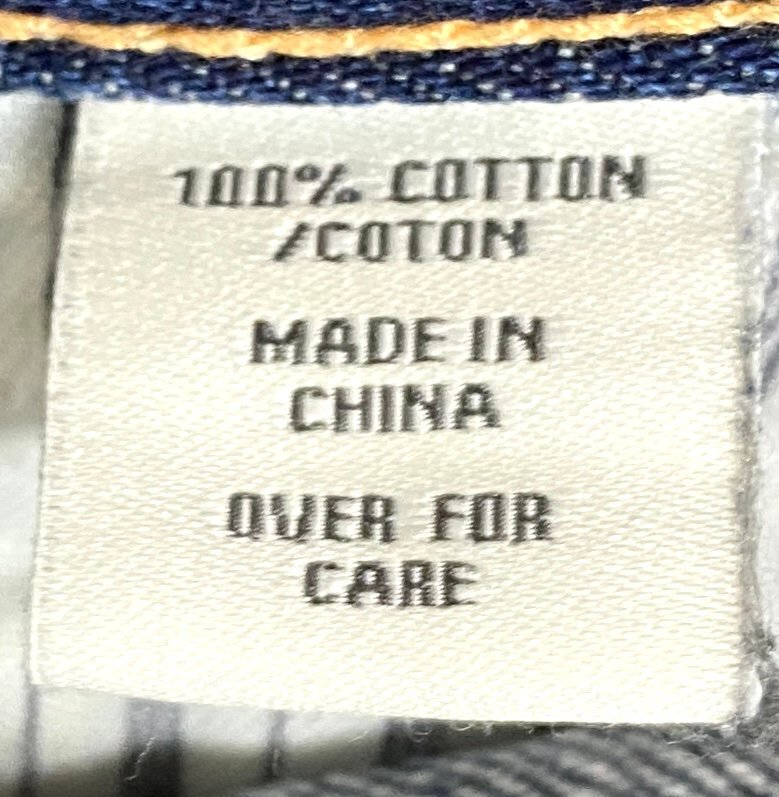 100% COTTON
/COTON
MADE IN
CHINA
OVER FOR
CARE